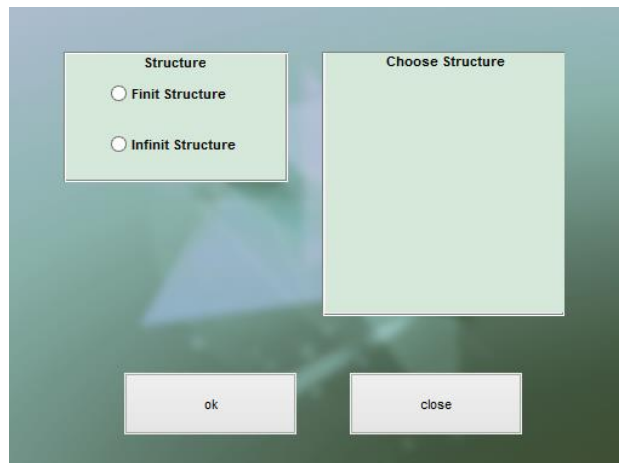 Structure
Finit Structure
Infinit Structure
Choose Structure
ok
close